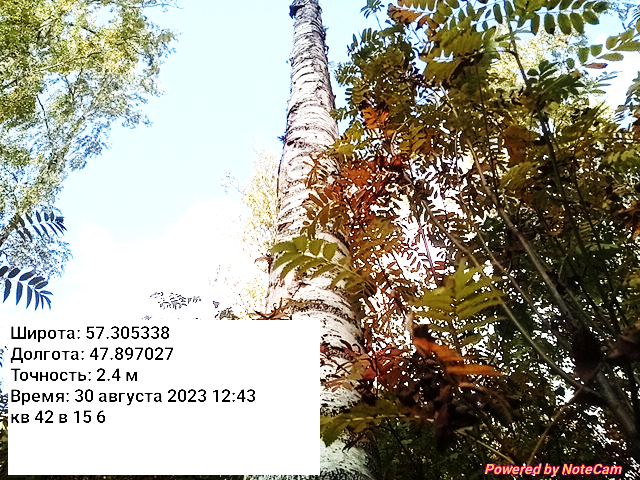 Широта: 57.305338
Долгота: 47.897027
Точность: 2.4 м
Время: 30 августа 2023 12:43
кв 42 в 15 6
Powered by NoteCam